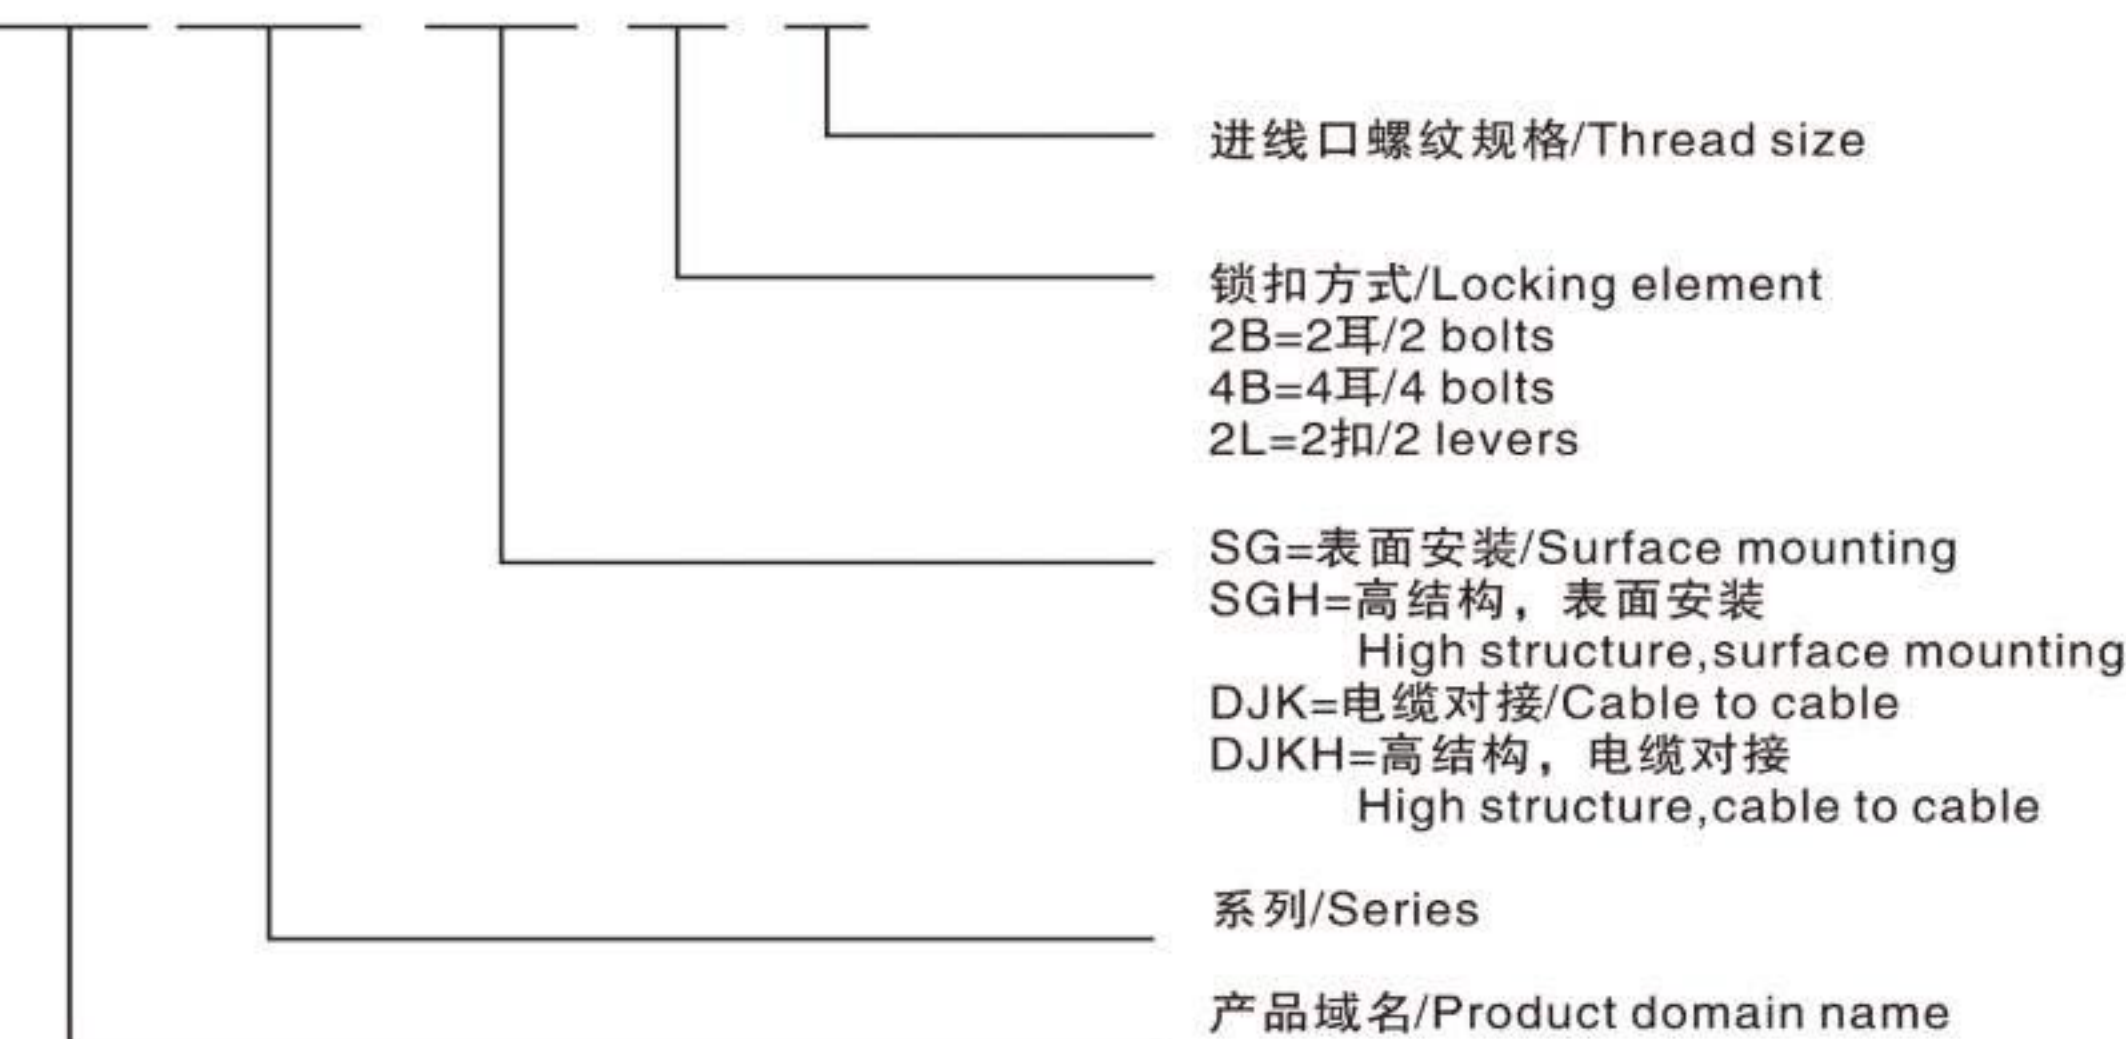 进线口螺纹规格/Thread size
锁扣方式/Locking element
2B=2耳/2 bolts
4B=4耳/4 bolts
2L=2扣/2 levers
SG=表面安装/Surface mounting
SGH=高结构，表面安装
High structure,surface mounting
DJK=电缆对接/Cable to cable
DJKH=高结构，电缆对接
High structure,cable to cable
系列/Series
产品域名/Product domain name